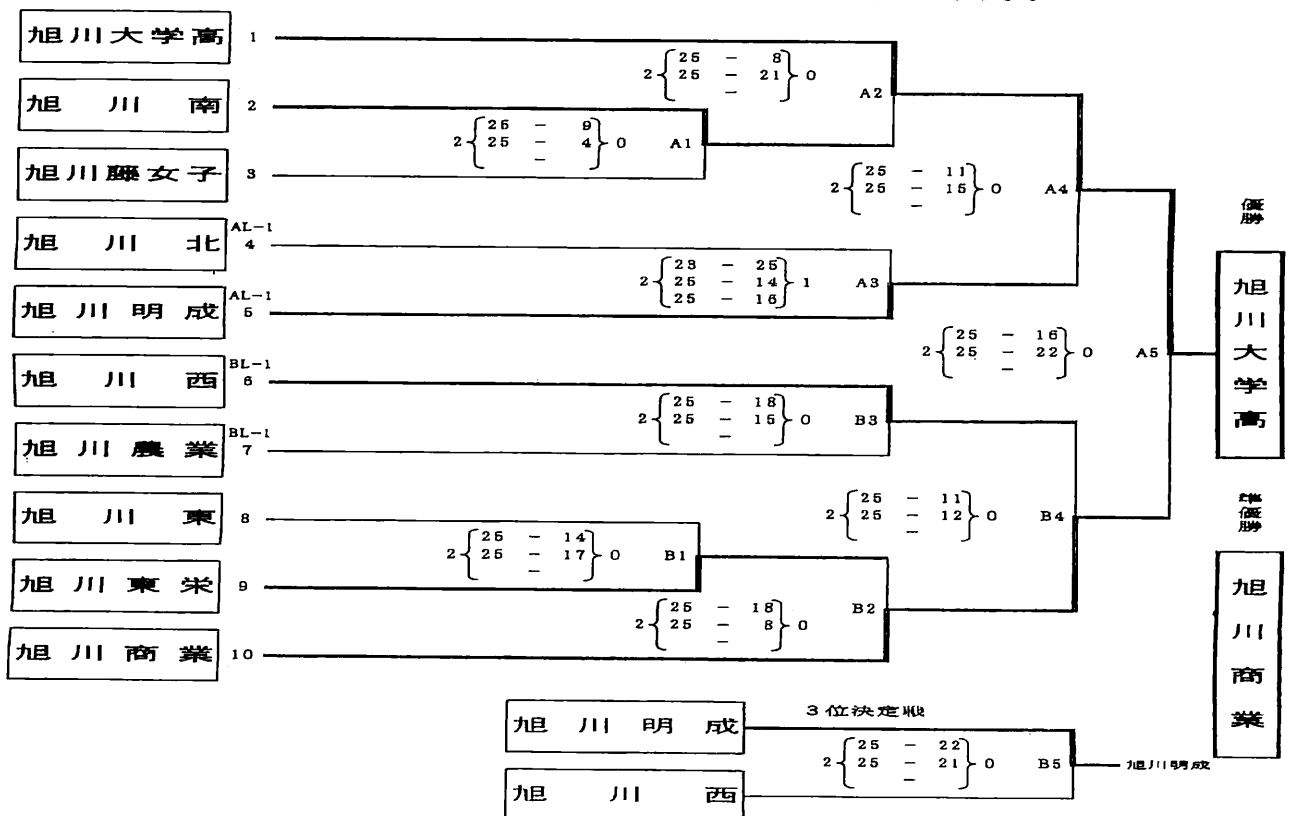 旭川大学高 1
25 - 8
2 25 - 21 0 A2
-
旭川南 2
25 - 9
2 25 - 4 0 A1
-
旭川藤女子 3
25 - 11
2 25 - 15 0 A4
-
AL-1
旭川北 4
23 - 25
2 25 - 14 1 A3
25 - 16
AL-1
旭川明成 5
25 - 16
2 25 - 22 0 A5
-
BL-1
旭川西 6
25 - 18
2 25 - 15 0 B3
-
BL-1
旭川農業 7
25 - 11
2 25 - 12 0 B4
-
旭川東 8
25 - 14
2 25 - 17 0 B1
-
旭川東栄 9
25 - 18
2 25 - 8 0 B2
-
旭川商業 10
優勝
旭川大学高
準優勝
旭川商業
3位決定戦
旭川明成
25 - 22
2 25 - 21 0 B5 旭川明成
-
旭川西